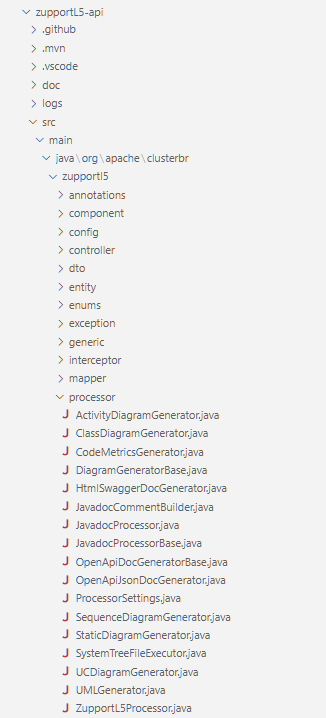 zupportL5-api
.github
.mvn
.vscode
doc
logs
src
main
java\org\apache\clusterbr
zupportl5
annotations
component
config
controller
dto
entity
enums
exception
generic
interceptor
mapper
processor
J ActivityDiagramGenerator.java
J ClassDiagramGenerator.java
J CodeMetricsGenerator.java
J DiagramGeneratorBase.java
J HtmlSwaggerDocGenerator.java
J JavadocCommentBuilder.java
J JavadocProcessor.java
J JavadocProcessorBase.java
J OpenApiDocGeneratorBase.java
J OpenApiJsonDocGenerator.java
J ProcessorSettings.java
J SequenceDiagramGenerator.java
J StaticDiagramGenerator.java
J SystemTreeFileExecutor.java
J UCDiagramGenerator.java
J UMLGenerator.java
J ZupportL5Processor.java